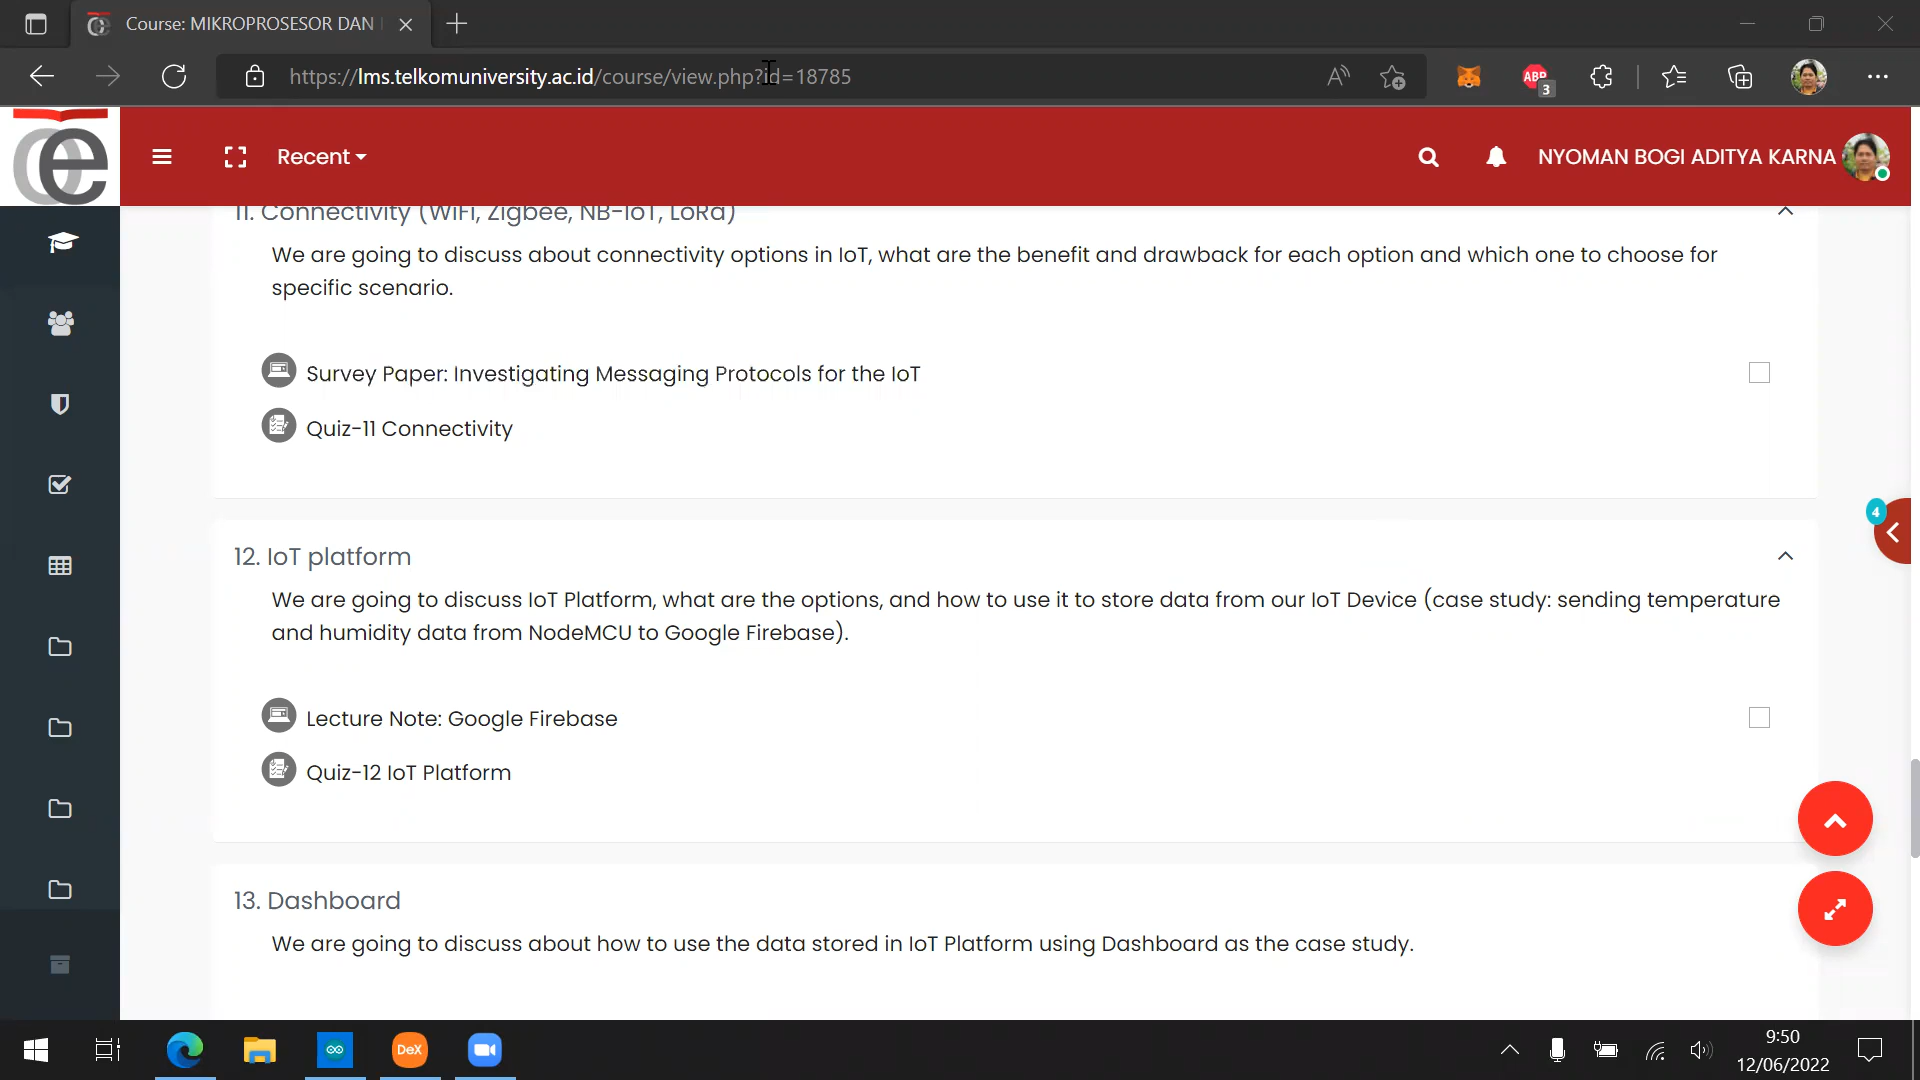 Course: MIKROPROSESOR DAN
https://lms.telkomuniversity.ac.id/course/view.php?id=18785
ABP
3
Recent
NYOMAN BOGI ADITYA KARNA
11. Connectivity (WiFi, Zigbee, NB-IoT, LoRa)
We are going to discuss about connectivity options in IoT, what are the benefit and drawback for each option and which one to choose for
specific scenario.
Survey Paper: Investigating Messaging Protocols for the IoT
Quiz-11 Connectivity
4
12. IoT platform
We are going to discuss IoT Platform, what are the options, and how to use it to store data from our IoT Device (case study: sending temperature
and humidity data from NodeMCU to Google Firebase).
Lecture Note: Google Firebase
Quiz-12 IoT Platform
13. Dashboard
We are going to discuss about how to use the data stored in IoT Platform using Dashboard as the case study.
DeX
9:50
12/06/2022